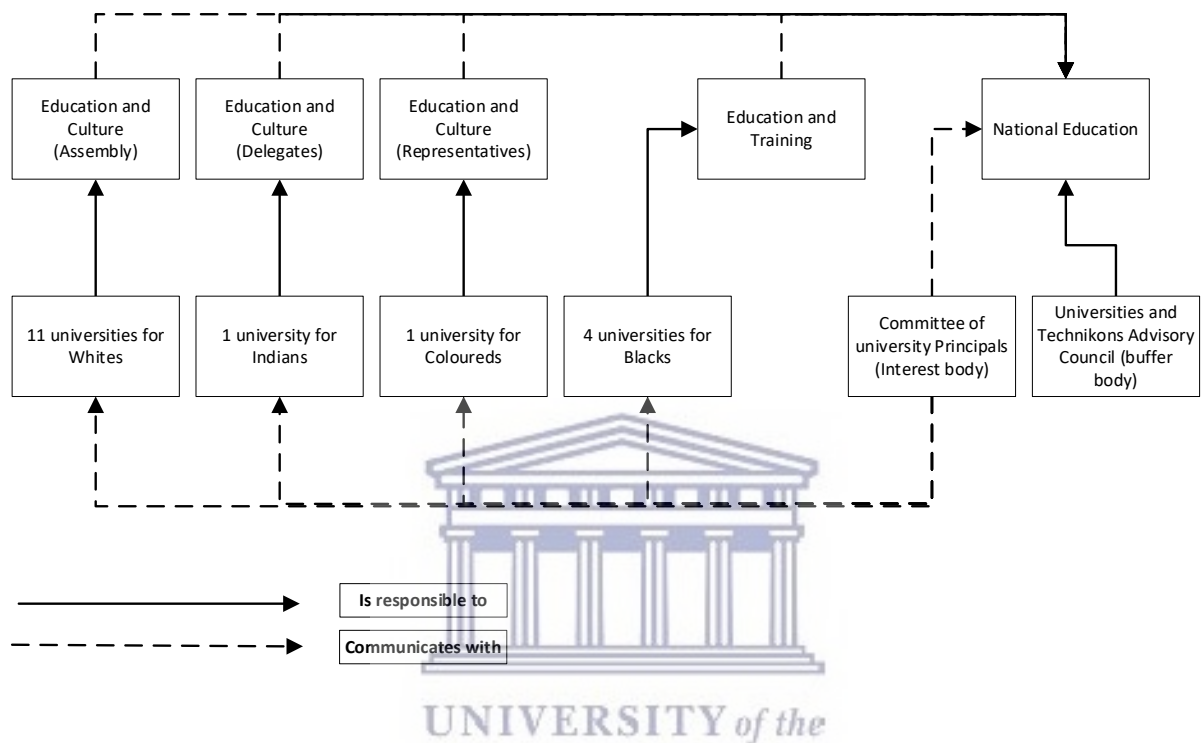 Education and
Culture
(Assembly)
Education and
Culture
(Delegates)
Education and
Culture
(Representatives)
Education and
Training
National Education
11 universities for
Whites
1 university for
Indians
1 university for
Coloureds
4 universities for
Blacks
Committee of
university Principals
(Interest body)
Universities and
Technikons Advisory
Council (buffer
body)
Is responsible to
Communicates with
UNIVERSITY of the